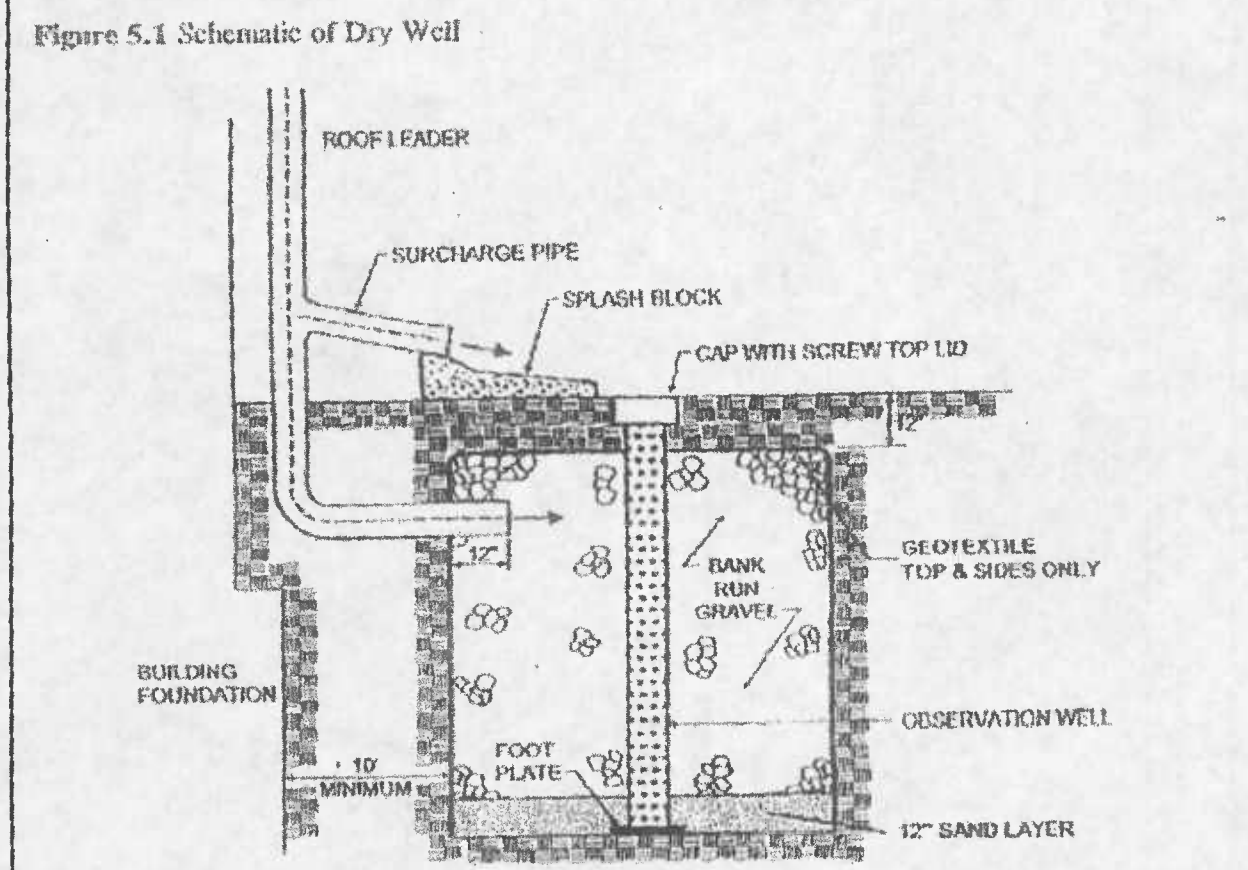 Figure 5.1 Schematic of Dry Well
ROOF LEADER
SURCHARGE PIPE
SPLASH BLOCK
CAP WITH SCREW TOP LID
12"
12"
GEOTEXTILE
TOP & SIDES ONLY
BANK
RUN
GRAVEL
BUILDING
FOUNDATION
OBSERVATION WELL
FOOT
PLATE
10'
MINIMUM
12" SAND LAYER